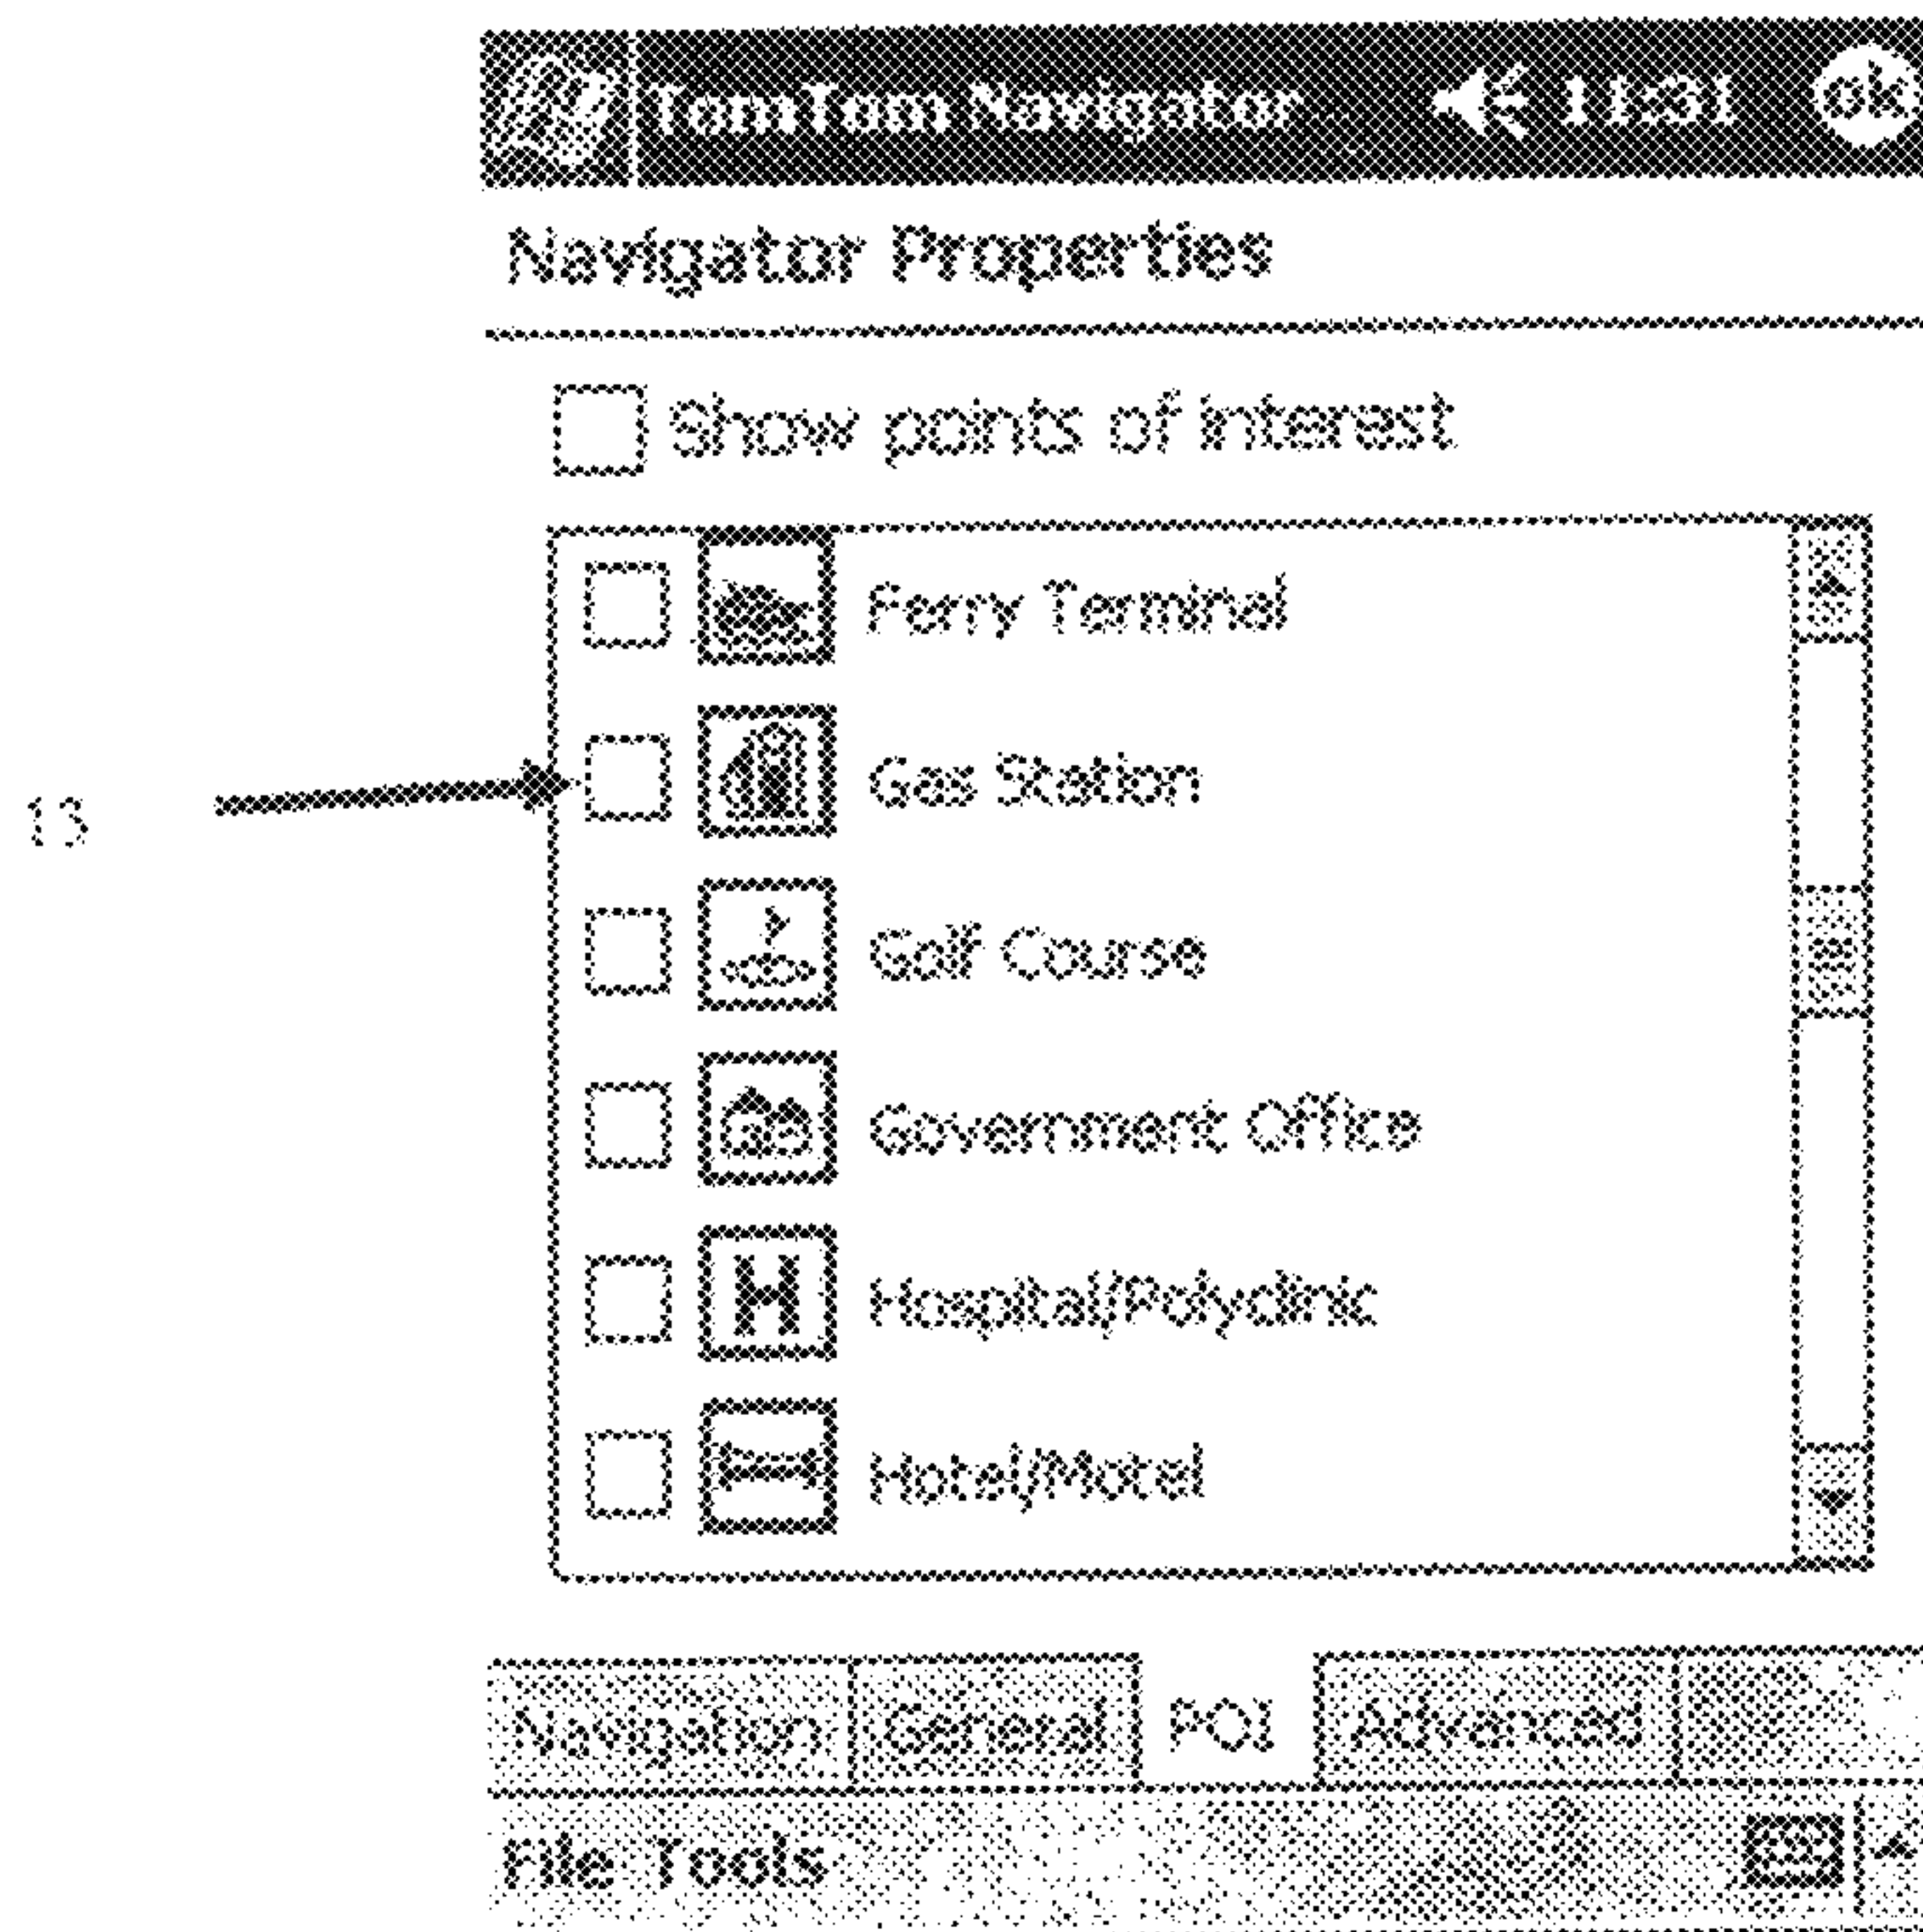 TomTom Navigator 11:31 ok
Navigator Properties
Show points of interest
Ferry Terminal
13 Gas Station
Golf Course
Government Office
H Hospital/Polyclinic
Hotel/Motel
Navigation General POI Advanced
File Tools